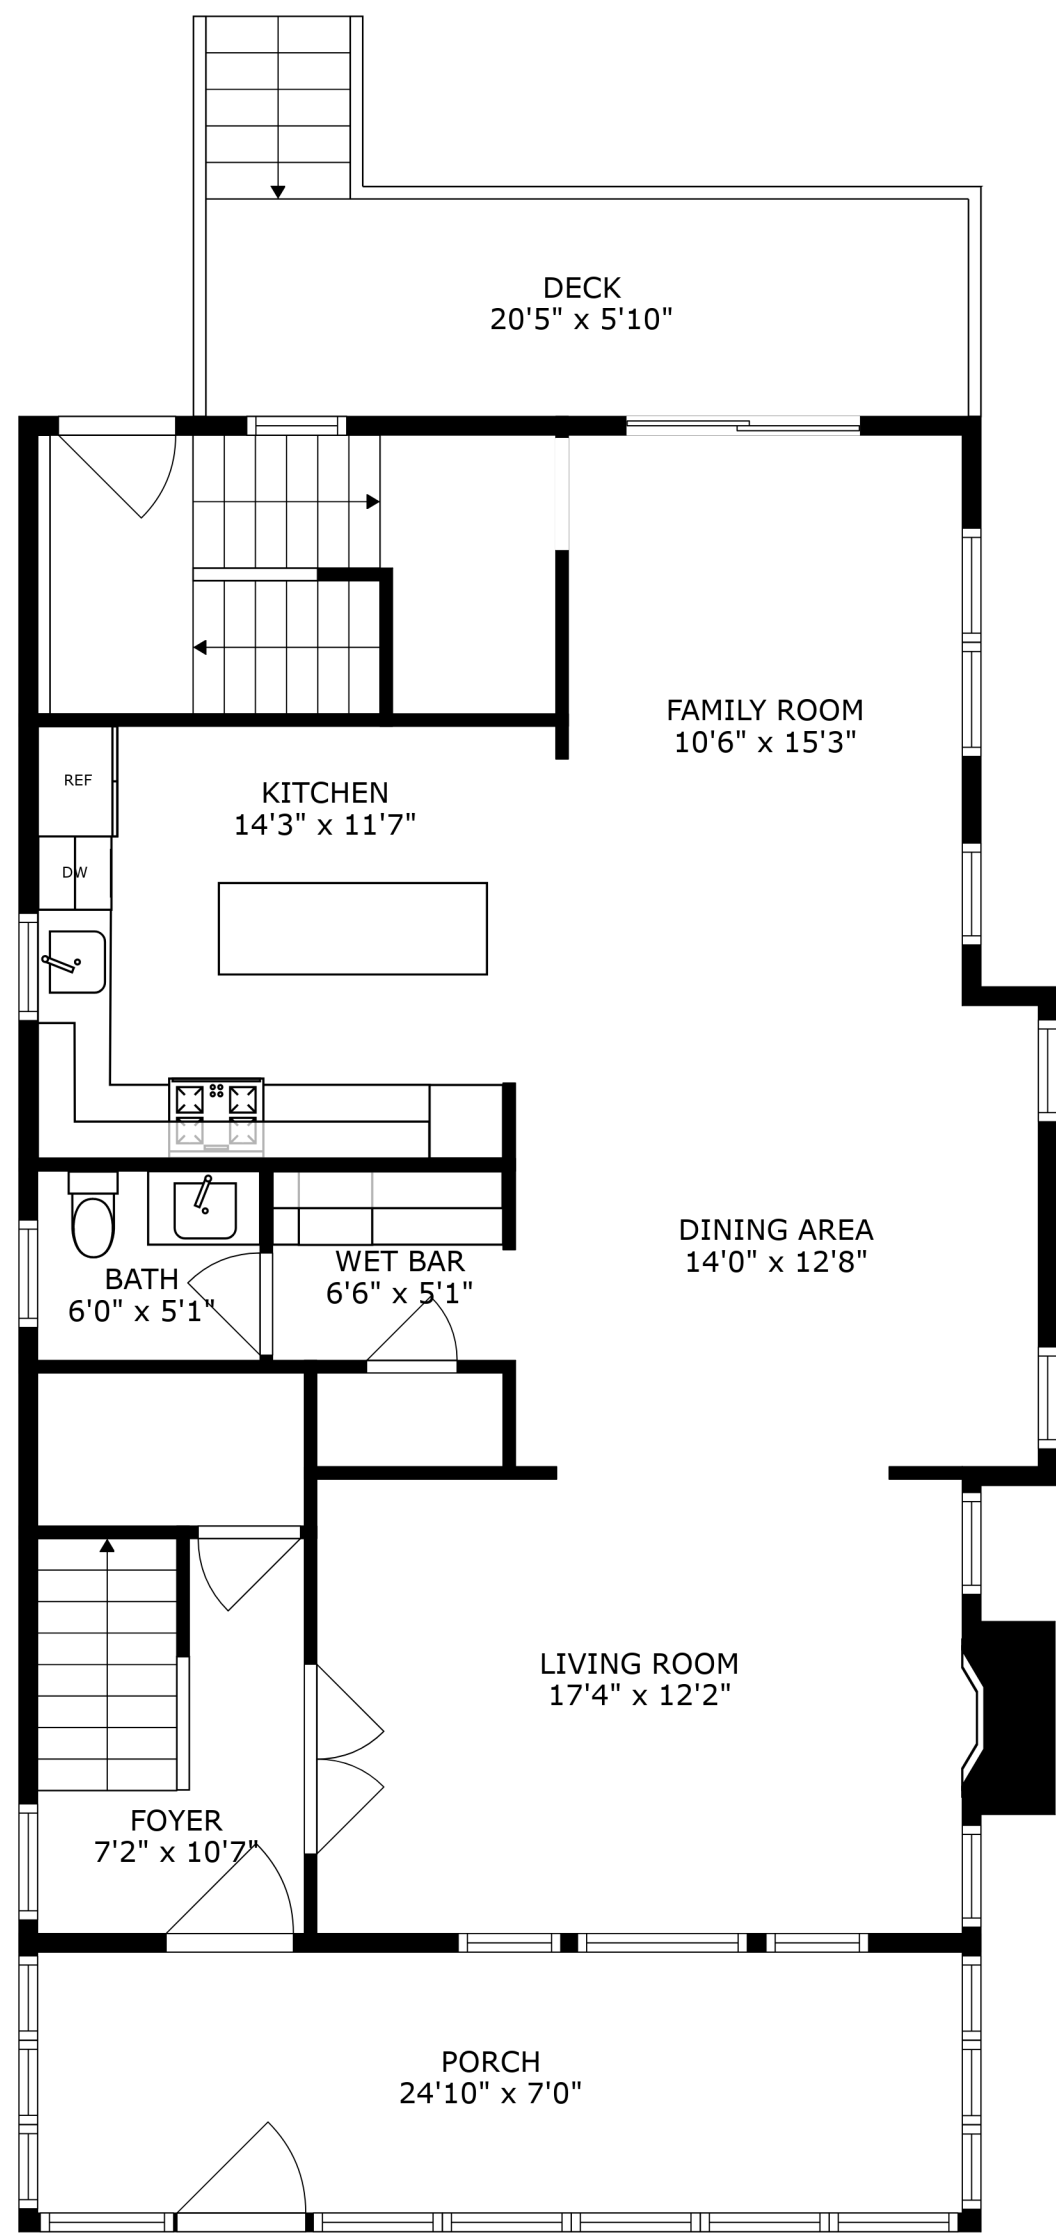 DECK
20'5" x 5'10"
FAMILY ROOM
10'6" x 15'3"
REF
KITCHEN
14'3" x 11'7"
DW
DINING AREA
14'0" x 12'8"
WET BAR
6'6" x 5'1"
BATH
6'0" x 5'1"
LIVING ROOM
17'4" x 12'2"
FOYER
7'2" x 10'7"
PORCH
24'10" x 7'0"